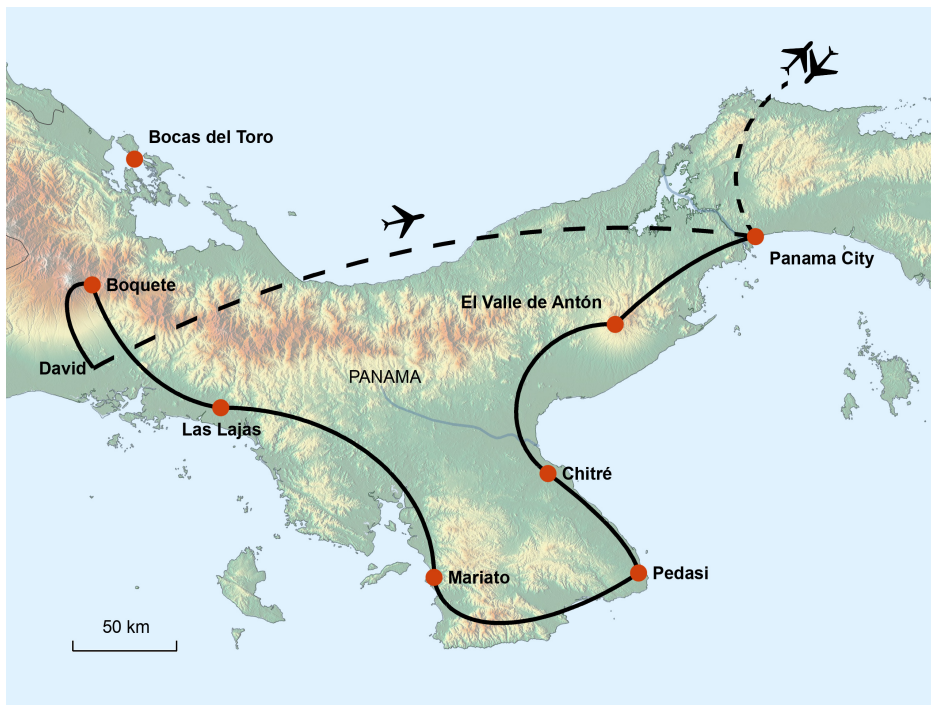 Bocas del Toro
Panama City
Boquete
El Valle de Antón
David
PANAMA
Las Lajas
Chitré
Mariato
Pedasi
50 km